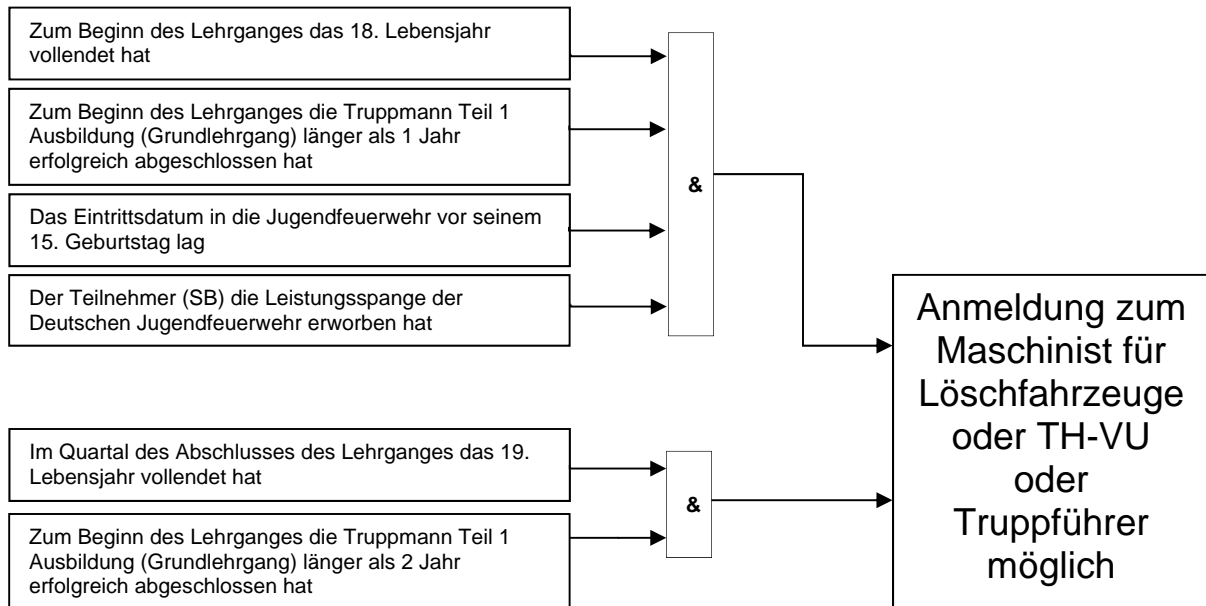 Zum Beginn des Lehrganges das 18. Lebensjahr
vollendet hat
Zum Beginn des Lehrganges die Truppmann Teil 1
Ausbildung (Grundlehrgang) länger als 1 Jahr
erfolgreich abgeschlossen hat
Das Eintrittsdatum in die Jugendfeuerwehr vor seinem
15. Geburtstag lag
Der Teilnehmer (SB) die Leistungsspange der
Deutschen Jugendfeuerwehr erworben hat
&
Im Quartal des Abschlusses des Lehrganges das 19.
Lebensjahr vollendet hat
Zum Beginn des Lehrganges die Truppmann Teil 1
Ausbildung (Grundlehrgang) länger als 2 Jahr
erfolgreich abgeschlossen hat
&
Anmeldung zum
Maschinist für
Löschfahrzeuge
oder TH-VU
oder
Truppführer
möglich